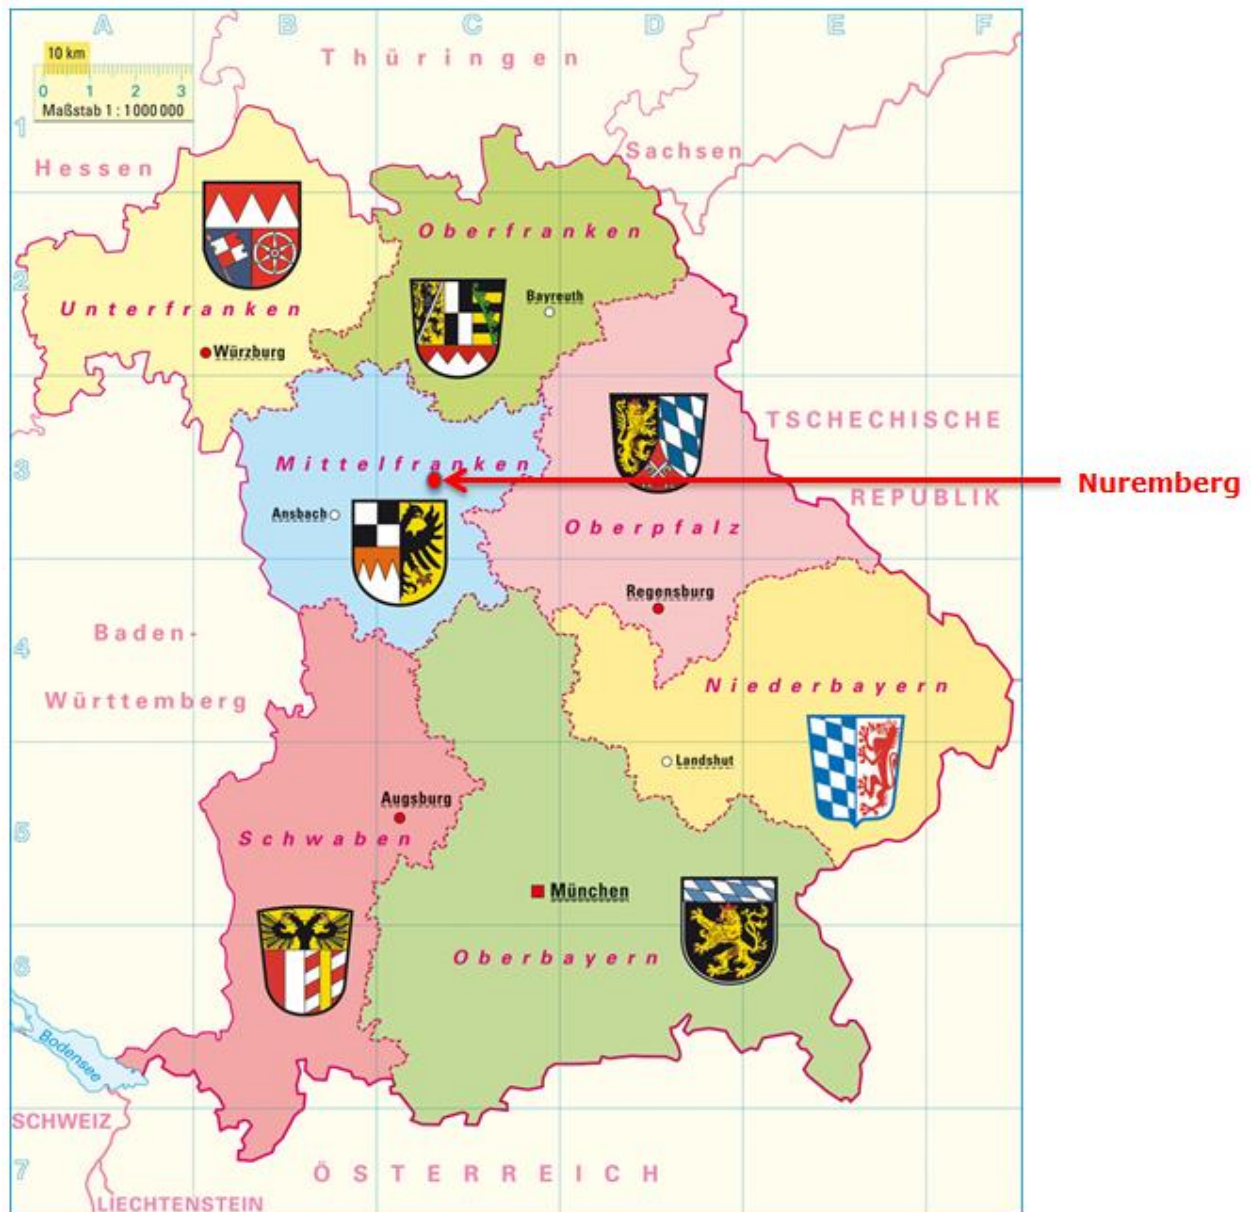 A B C D E F
10 km
0 1 2 3
Maßstab 1 : 1 000 000
Thüringen
1
Hessen
Sachsen
Oberfranken
2
Bayreuth
Unterfranken
Würzburg
TSCHECHISCHE
3
Mittelfranken
Nuremberg
REPUBLIK
Ansbach
Oberpfalz
Regensburg
Baden-
4
Württemberg
Niederbayern
Landshut
Augsburg
5
Schwaben
München
Oberbayern
6
Bodensee
SCHWEIZ
7
ÖSTERREICH
LIECHTENSTEIN